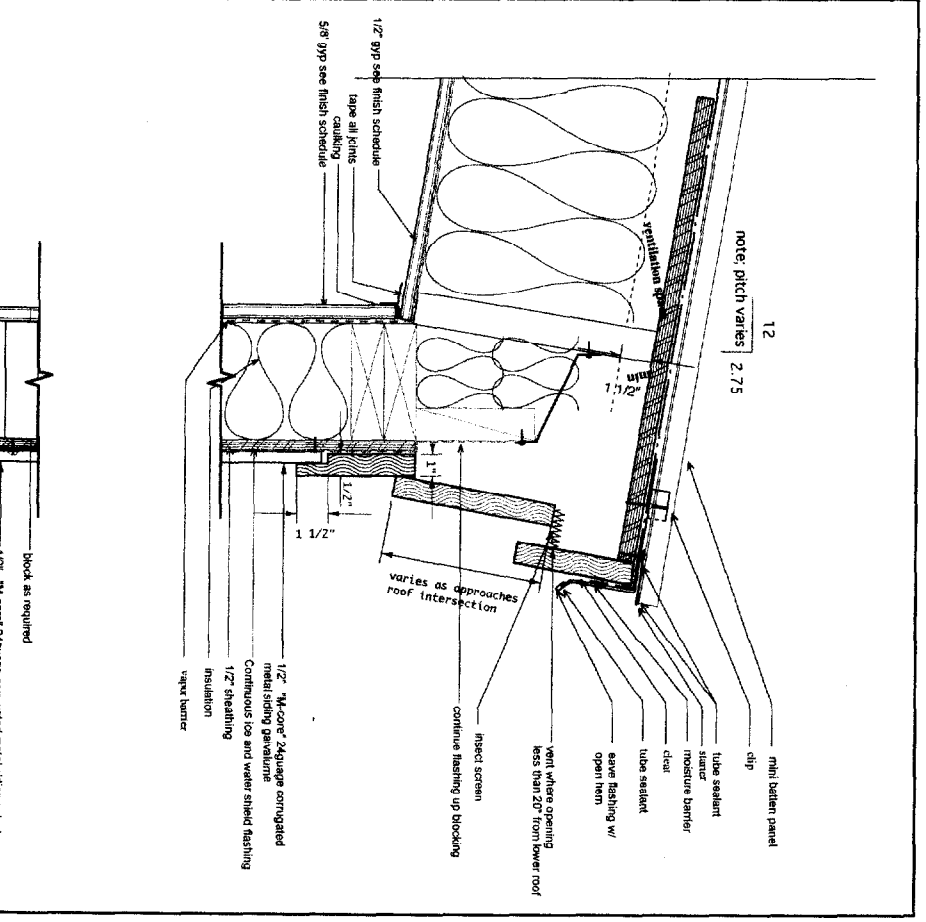 1/2" gyp see finish schedule
5/8' gyp see finish schedule
tape all joints
caulking
ventilation space
12
note; pitch varies
2.75
1 1/2"
min
1"
1/2"
1 1/2"
varies as approaches
roof intersection
mini batten panel
clip
tube sealant
moisture barrier
cleat
tube sealant
eave flashing w/
open hem
vent where opening
less than 20" from lower roof
insect screen
continue flashing up blocking
1/2" "M-core" 24guage corrugated
metal siding galvalume
Continuous ice and water shield flashing
1/2" sheathing
insulation
vapur barrier
block as required